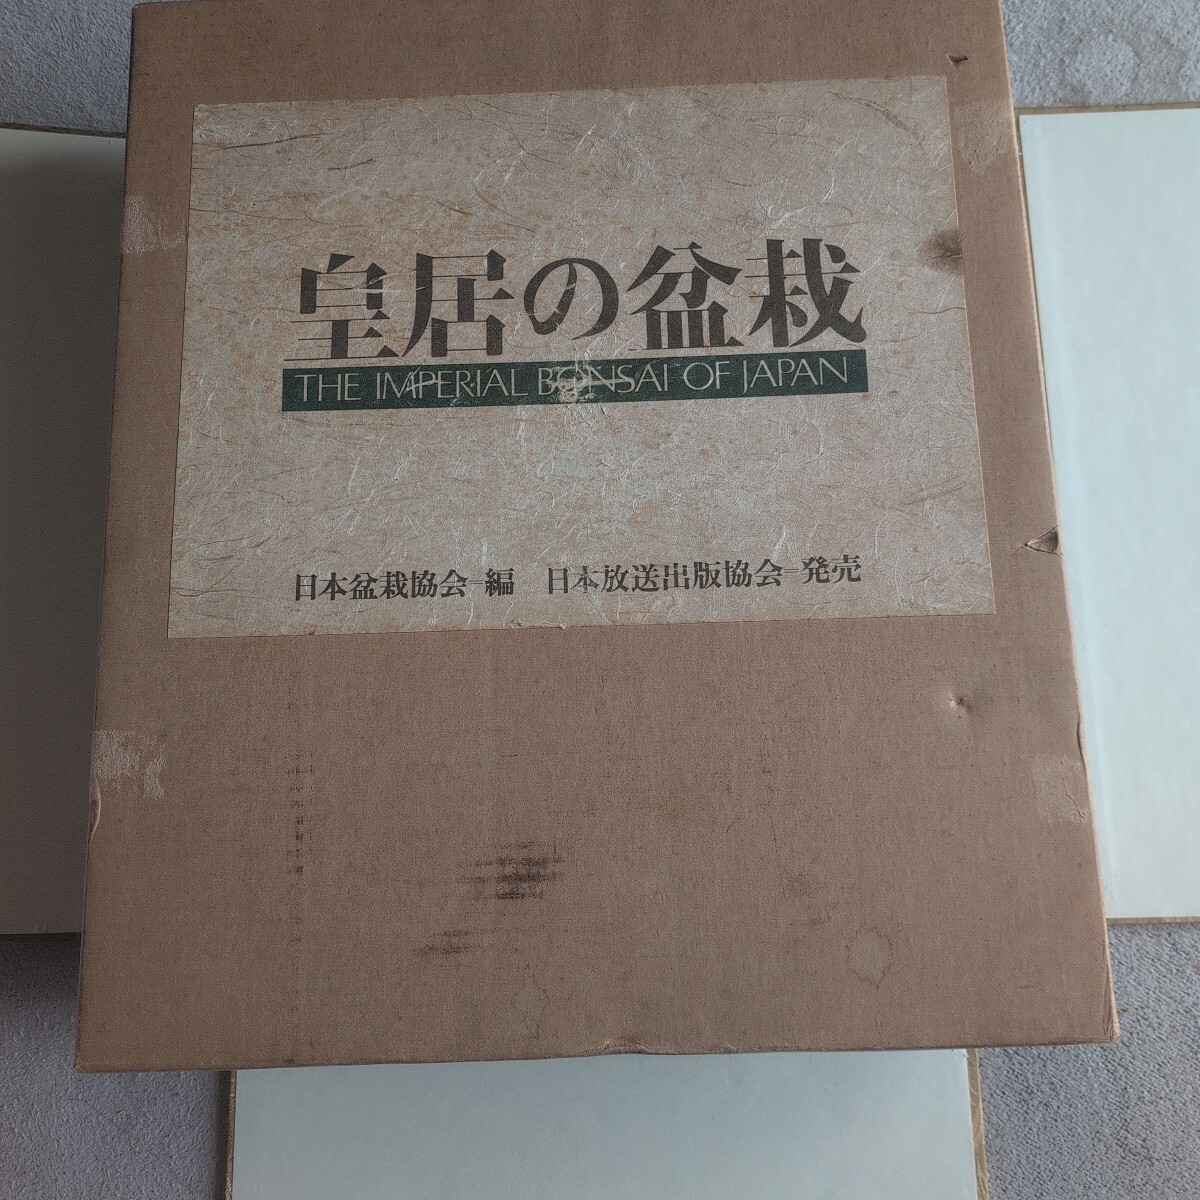 皇居の盆栽
THE IMPERIAL BONSAI OF JAPAN
日本盆栽協会=編　日本放送出版協会=発売